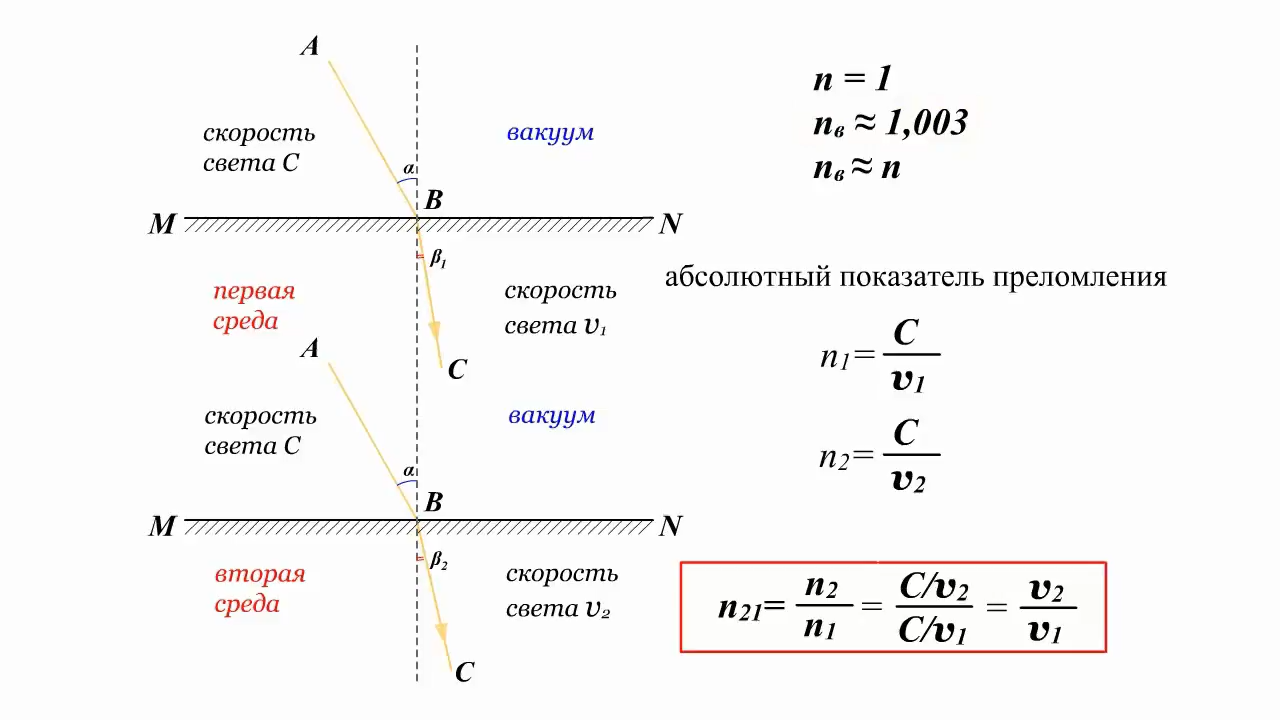 A
скорость
света C
вакуум
α
B
M
N
β₁
первая
среда
скорость
света υ₁
C
A
скорость
света C
вакуум
α
B
M
N
β₂
вторая
среда
скорость
света υ₂
C
n = 1
nв ≈ 1,003
nв ≈ n
абсолютный показатель преломления
n₁ = C/υ₁
n₂ = C/υ₂
n₂₁ = n₂/n₁ = (C/υ₂)/(C/υ₁) = υ₂/υ₁